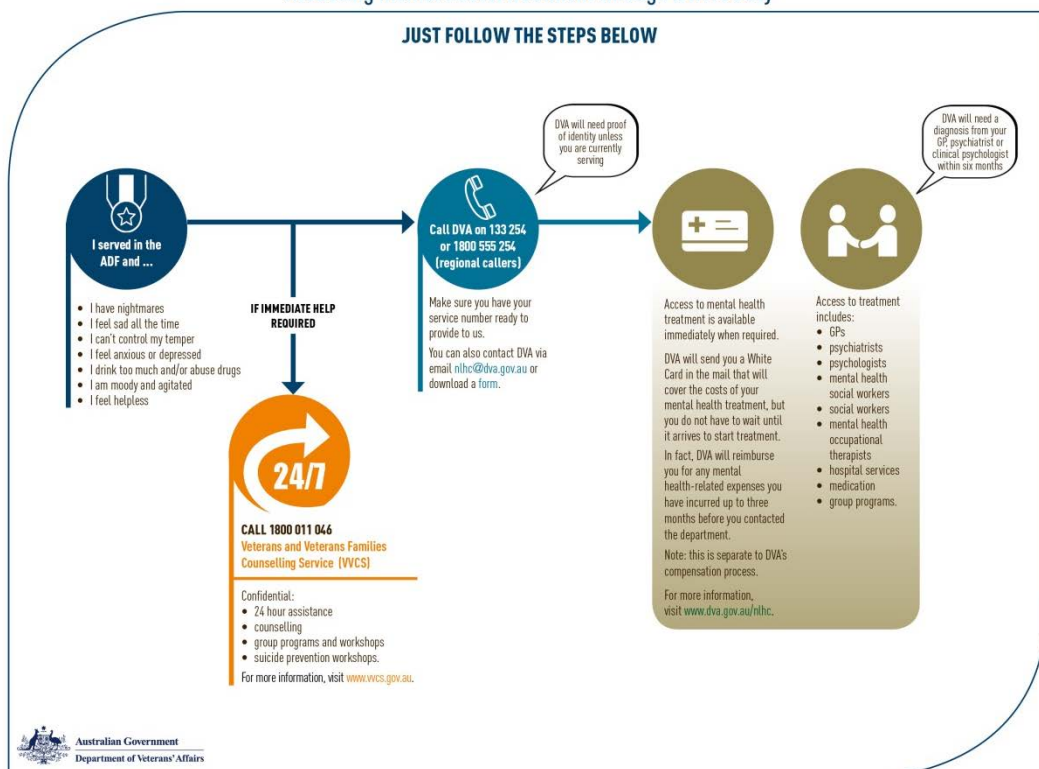 JUST FOLLOW THE STEPS BELOW
I served in the
ADF and ...
• I have nightmares
• I feel sad all the time
• I can't control my temper
• I feel anxious or depressed
• I drink too much and/or abuse drugs
• I am moody and agitated
• I feel helpless
IF IMMEDIATE HELP
REQUIRED
24/7
CALL 1800 011 046
Veterans and Veterans Families
Counselling Service (VVCS)
Confidential:
• 24 hour assistance
• counselling
• group programs and workshops
• suicide prevention workshops.
For more information, visit www.vvcs.gov.au.
DVA will need proof
of identity unless
you are currently
serving
Call DVA on 133 254
or 1800 555 254
(regional callers)
Make sure you have your
service number ready to
provide to us.
You can also contact DVA via
email nlhc@dva.gov.au or
download a form.
Access to mental health
treatment is available
immediately when required.
DVA will send you a White
Card in the mail that will
cover the costs of your
mental health treatment, but
you do not have to wait until
it arrives to start treatment.
In fact, DVA will reimburse
you for any mental
health-related expenses you
have incurred up to three
months before you contacted
the department.
Note: this is separate to DVA's
compensation process.
For more information,
visit www.dva.gov.au/nlhc.
DVA will need a
diagnosis from your
GP, psychiatrist or
clinical psychologist
within six months
Access to treatment
includes:
• GPs
• psychiatrists
• psychologists
• mental health
social workers
• social workers
• mental health
occupational
therapists
• hospital services
• medication
• group programs.
Australian Government
Department of Veterans' Affairs